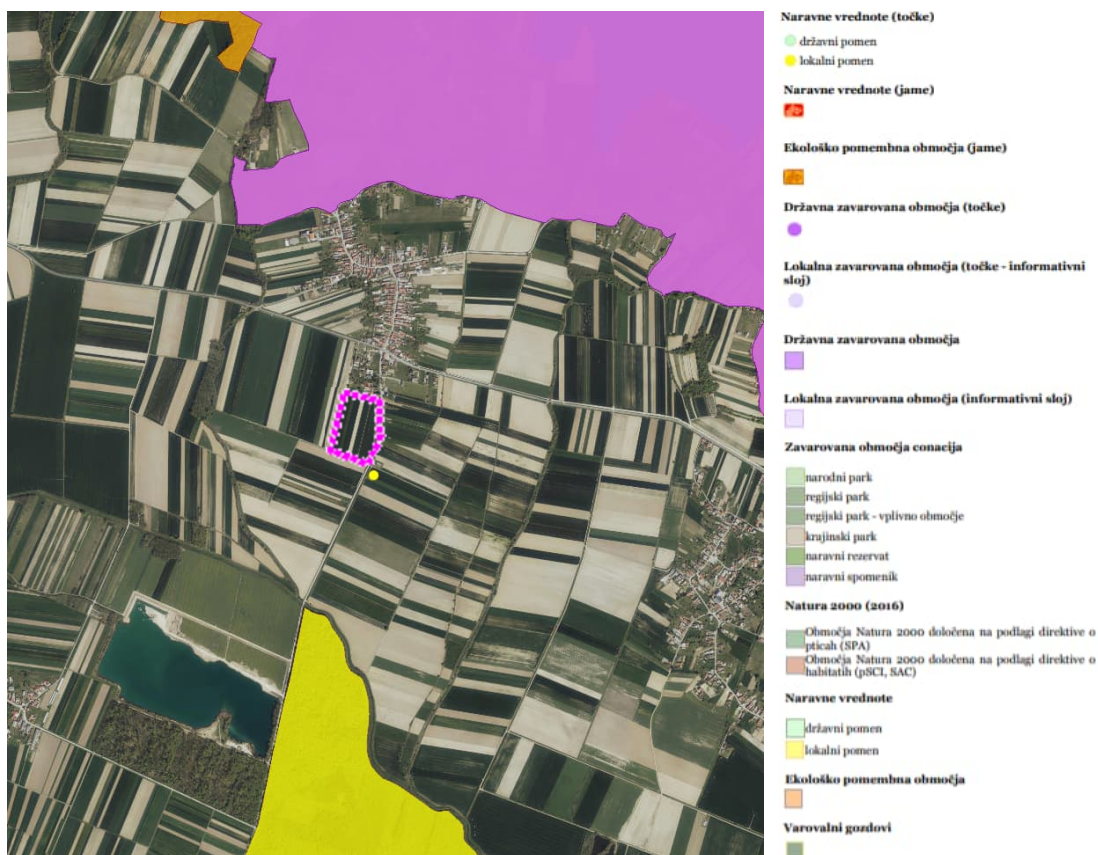 Naravne vrednote (točke)
državni pomen
lokalni pomen
Naravne vrednote (jame)
Ekološko pomembna območja (jame)
Državna zavarovana območja (točke)
Lokalna zavarovana območja (točke - informativni
sloj)
Državna zavarovana območja
Lokalna zavarovana območja (informativni sloj)
Zavarovana območja conacija
narodni park
regijski park
regijski park - vplivno območje
krajinski park
naravni rezervat
naravni spomenik
Natura 2000 (2016)
Območja Natura 2000 določena na podlagi direktive o
pticah (SPA)
Območja Natura 2000 določena na podlagi direktive o
habitatih (pSCI, SAC)
Naravne vrednote
državni pomen
lokalni pomen
Ekološko pomembna območja
Varovalni gozdovi